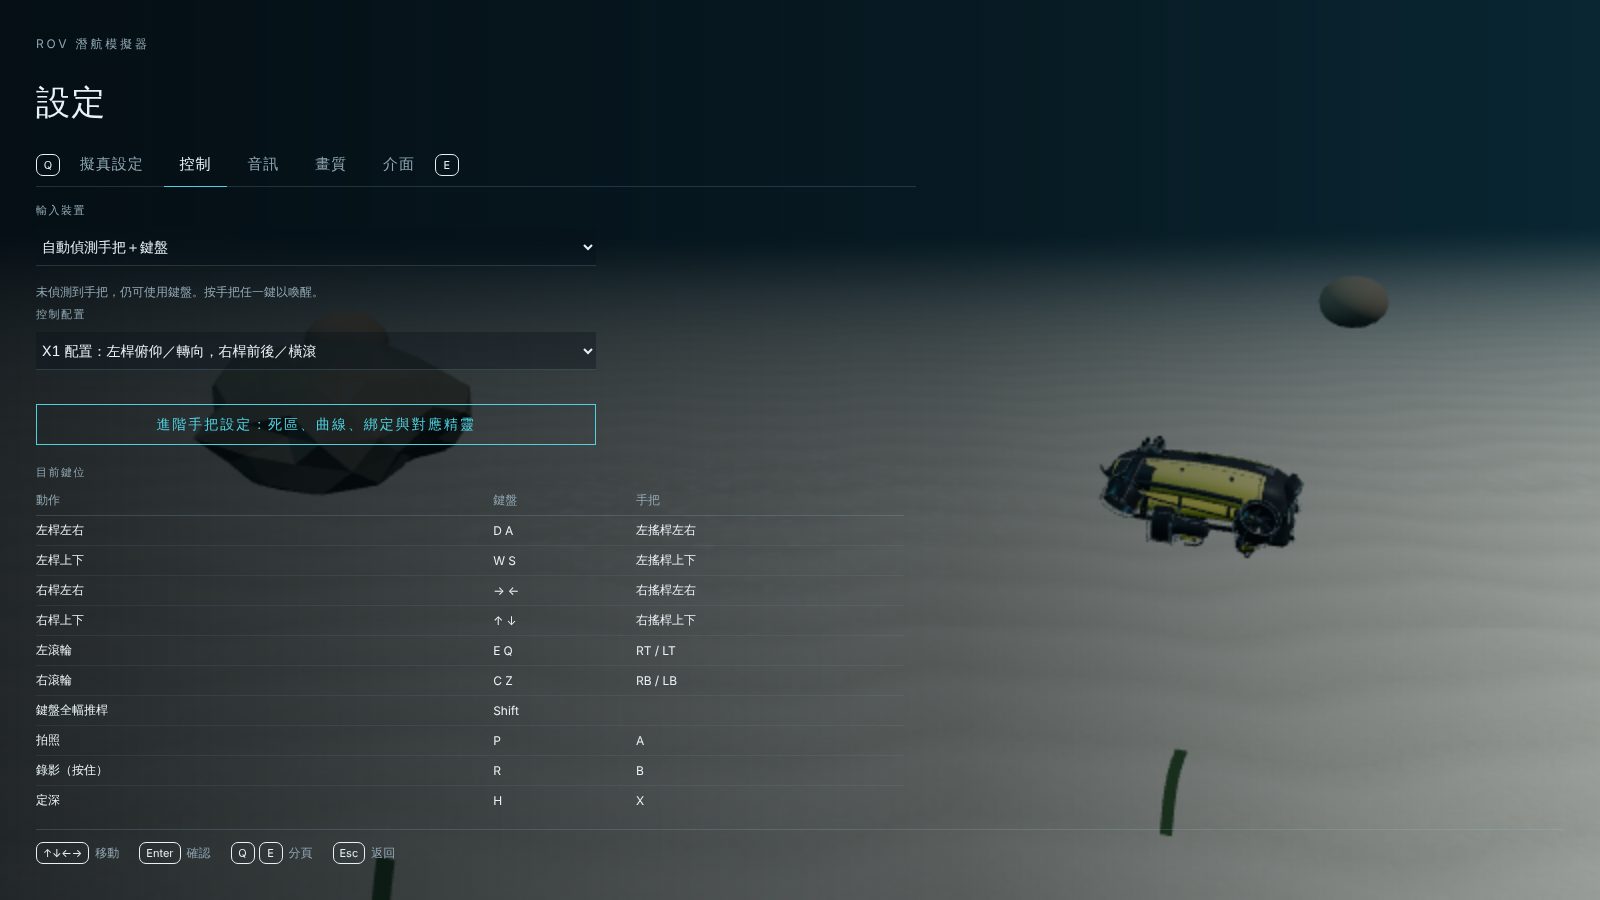 ROV 潛航模擬器
設定
Q 擬真設定 控制 音訊 畫質 介面 E
輸入裝置
自動偵測手把＋鍵盤
未偵測到手把，仍可使用鍵盤。按手把任一鍵以喚醒。
控制配置
X1 配置：左桿俯仰／轉向，右桿前後／橫滾
進階手把設定：死區、曲線、綁定與對應精靈
目前鍵位
動作 鍵盤 手把
左桿左右 D A 左搖桿左右
左桿上下 W S 左搖桿上下
右桿左右 → ← 右搖桿左右
右桿上下 ↑ ↓ 右搖桿上下
左滾輪 E Q RT / LT
右滾輪 C Z RB / LB
鍵盤全幅推桿 Shift
拍照 P A
錄影（按住） R B
定深 H X
↑↓←→ 移動 Enter 確認 Q E 分頁 Esc 返回